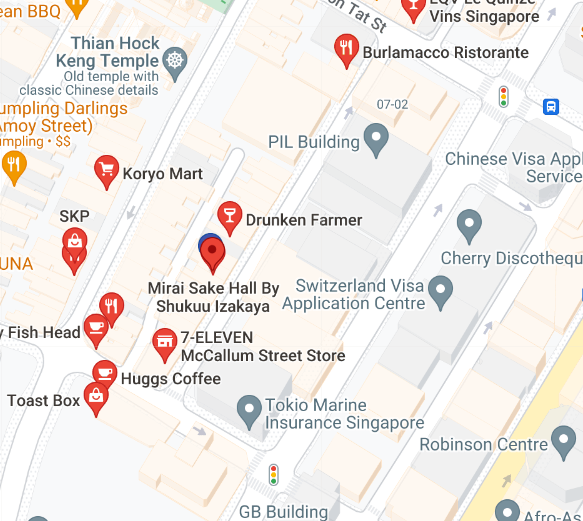 ean BBQ
on Tat St
EQV Le Quinze
Vins Singapore
Thian Hock
Keng Temple
Old temple with
classic Chinese details
Burlamacco Ristorante
umpling Darlings
Amoy Street)
umpling • $$
07-02
PIL Building
Chinese Visa Appl
Service
Koryo Mart
SKP
Drunken Farmer
UNA
Cherry Discothequ
Mirai Sake Hall By
Shukuu Izakaya
Switzerland Visa
Application Centre
y Fish Head
7-ELEVEN
McCallum Street Store
Huggs Coffee
Toast Box
Tokio Marine
Insurance Singapore
Robinson Centre
GB Building
Afro-As